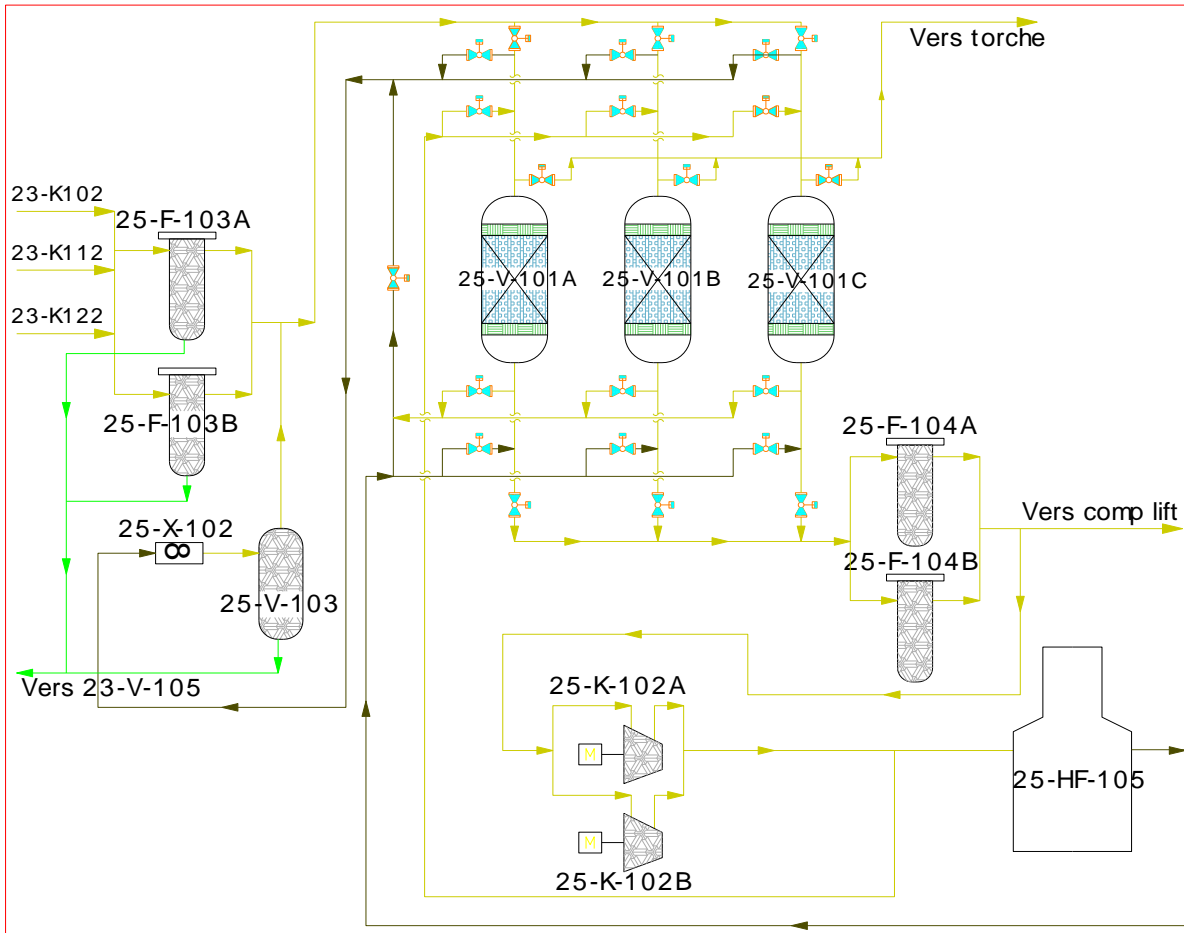 Vers torche
23-K102
25-F-103A
23-K112
25-V-101A
25-V-101B
25-V-101C
23-K122
25-F-103B
25-F-104A
25-X-102
8
Vers comp lift
25-F-104B
25-V-103
Vers 23-V-105
25-K-102A
M
25-HF-105
M
25-K-102B